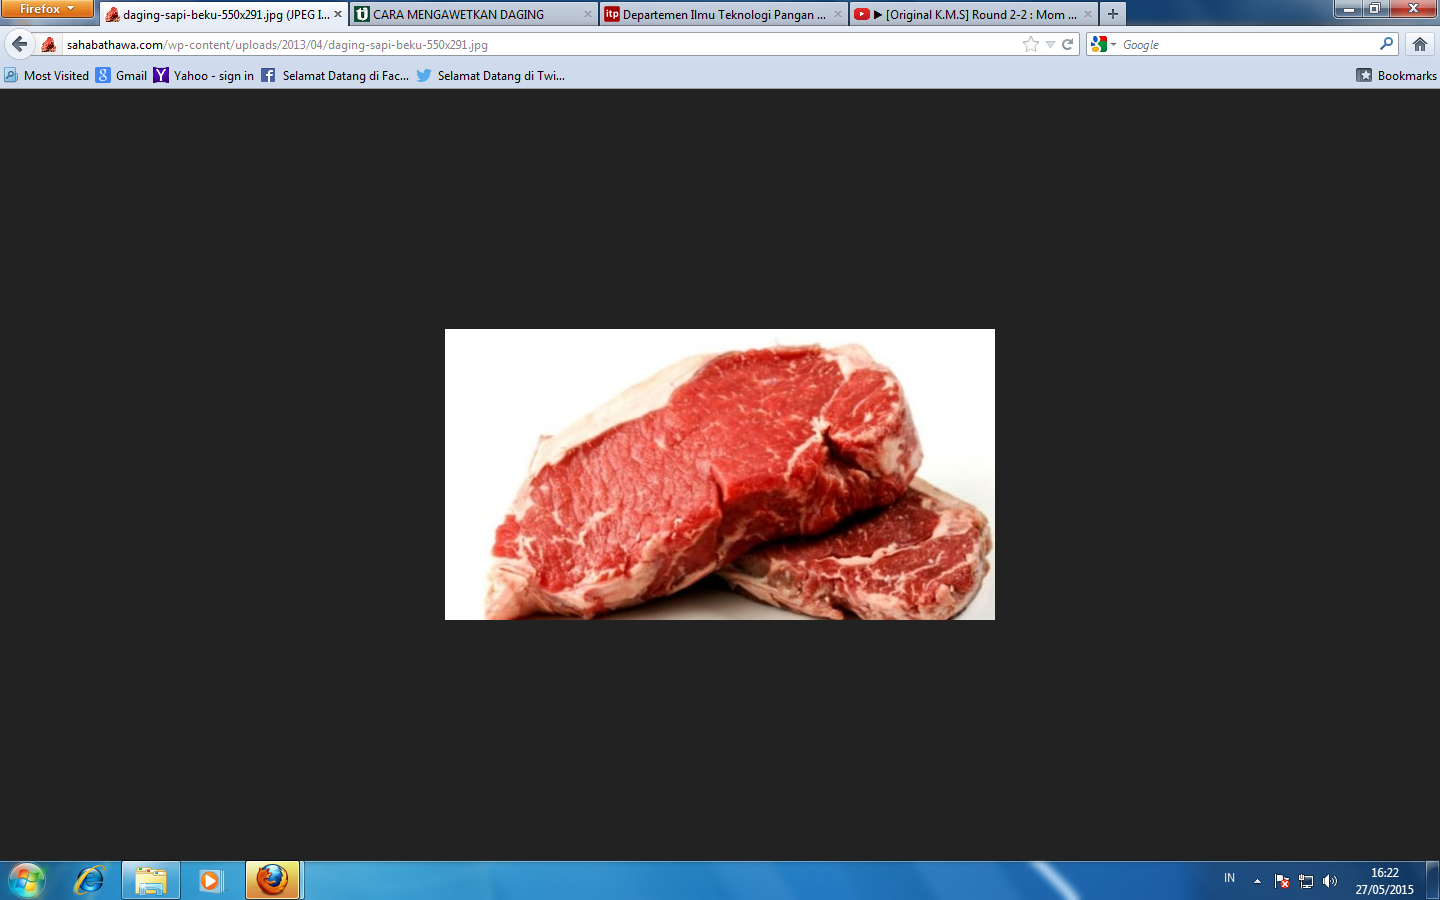 Firefox
daging-sapi-beku-550x291.jpg (JPEG I...
CARA MENGAWETKAN DAGING
itp Departemen Ilmu Teknologi Pangan ...
▶ [Original K.M.S] Round 2-2 : Mom ...
sahabathawa.com/wp-content/uploads/2013/04/daging-sapi-beku-550x291.jpg
Google
Most Visited
Gmail
Yahoo - sign in
Selamat Datang di Fac...
Selamat Datang di Twi...
Bookmarks
IN
16:22
27/05/2015